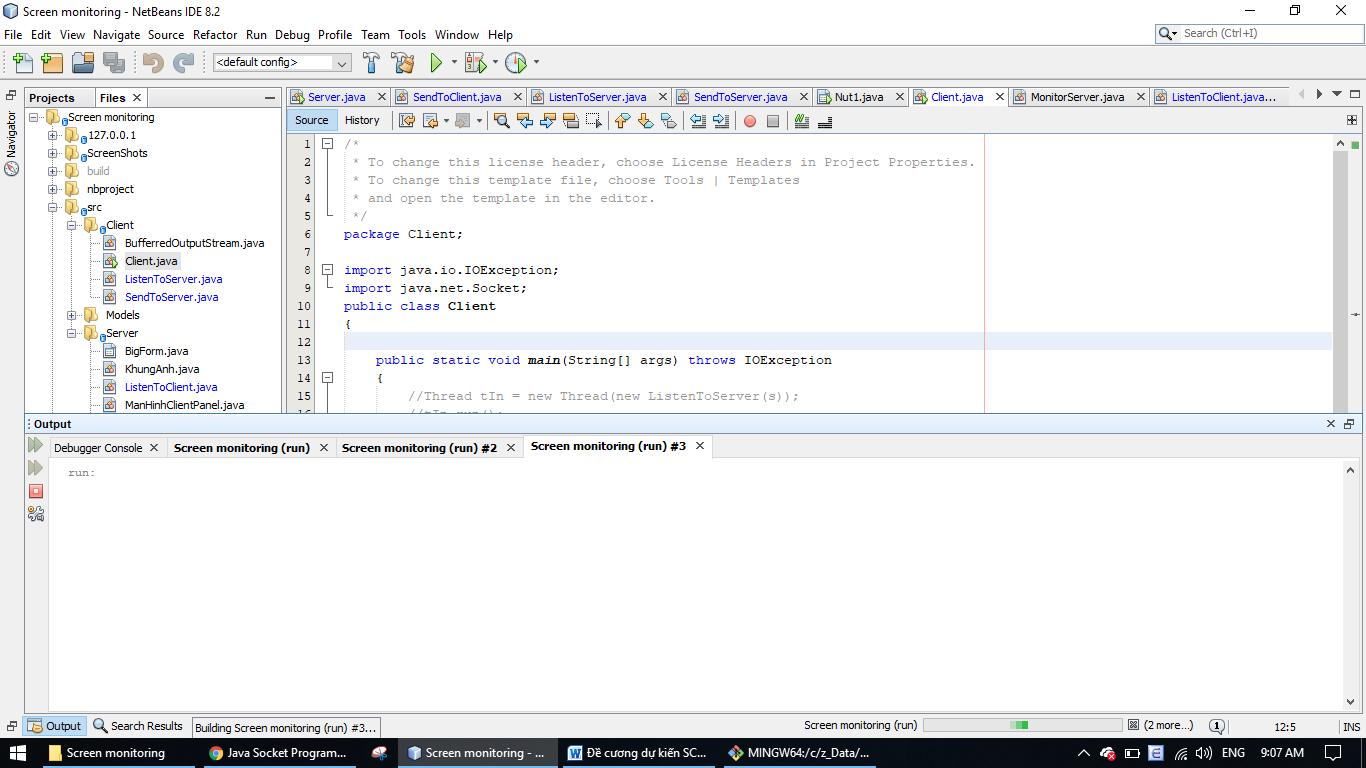 Screen monitoring - NetBeans IDE 8.2
File Edit View Navigate Source Refactor Run Debug Profile Team Tools Window Help
Search (Ctrl+I)
<default config>
Projects Files
Server.java SendToClient.java ListenToServer.java SendToServer.java Nut1.java Client.java MonitorServer.java ListenToClient.java...
Navigator
Source History
Screen monitoring
127.0.0.1
ScreenShots
build
nbproject
src
Client
BufferredOutputStream.java
Client.java
ListenToServer.java
SendToServer.java
Models
Server
BigForm.java
KhungAnh.java
ListenToClient.java
ManHinhClientPanel.java
1 /*
2 * To change this license header, choose License Headers in Project Properties.
3 * To change this template file, choose Tools | Templates
4 * and open the template in the editor.
5 */
6 package Client;
7
8 import java.io.IOException;
9 import java.net.Socket;
10 public class Client
11 {
12
13 public static void main(String[] args) throws IOException
14 {
15 //Thread tIn = new Thread(new ListenToServer(s));
16 //tIn.run();
Output
Debugger Console Screen monitoring (run) Screen monitoring (run) #2 Screen monitoring (run) #3
run:
Output Search Results Building Screen monitoring (run) #3... Screen monitoring (run) (2 more...) 1 12:5 INS
Screen monitoring Java Socket Program... Screen monitoring - ... Đề cương dự kiến SC... MINGW64:/c/z_Data/... ENG 9:07 AM